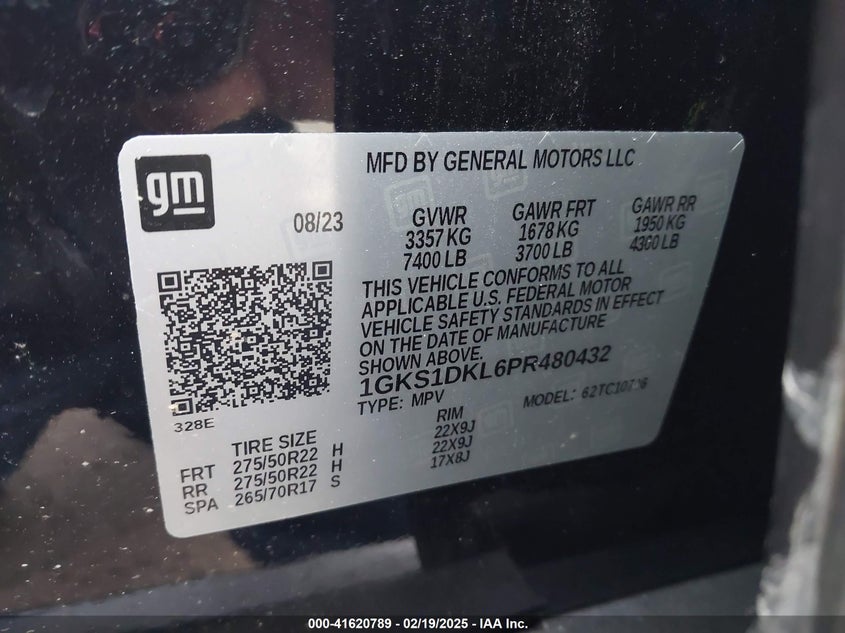 MFD BY GENERAL MOTORS LLC
gm
08/23
GVWR GAWR FRT GAWR RR
3357 KG 1678 KG 1950 KG
7400 LB 3700 LB 4300 LB
THIS VEHICLE CONFORMS TO ALL
APPLICABLE U.S. FEDERAL MOTOR
VEHICLE SAFETY STANDARDS IN EFFECT
ON THE DATE OF MANUFACTURE
SHOWN ABOVE.
1GKS1DKL6PR480432
TYPE: MPV MODEL:
328E
TIRE SIZE RIM
FRT 275/50R22 H 22X9J
RR 275/50R22 H 22X9J
SPA 265/70R17 S 17X8J
000-41620789 - 02/19/2025 - IAA Inc.